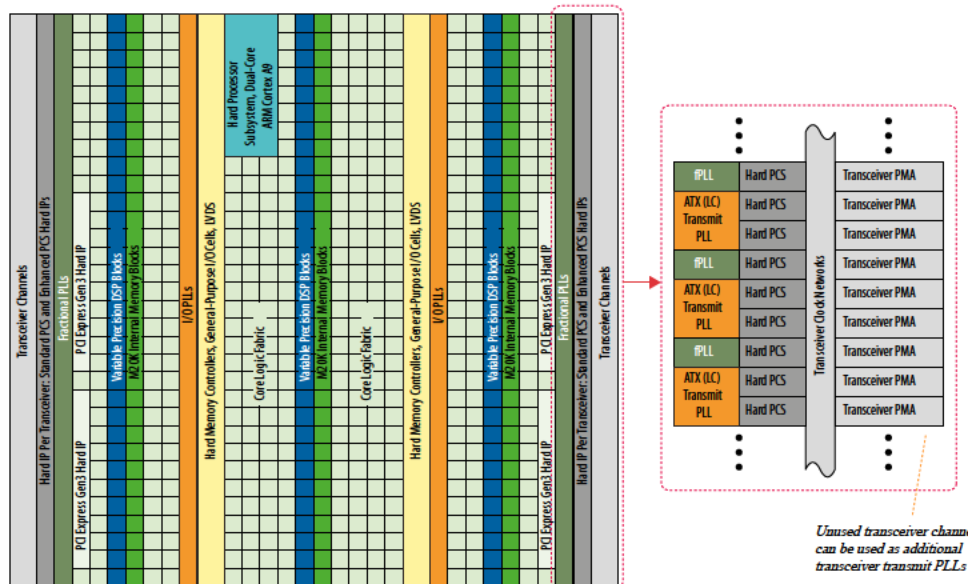 Transceiver Channels
Hard IP Per Transceiver: Standard PCS and Enhanced PCS Hard IPs
Fractional PLLs
PCI Express Gen3 Hard IP
PCI Express Gen3 Hard IP
Variable Precision DSP Blocks
M20K Internal Memory Blocks
I/O PLLs
Hard Memory Controllers, General-Purpose I/O Cells, LVDS
Hard Processor
Subsystem, Dual-Core
ARM Cortex A9
Core Logic Fabric
Variable Precision DSP Blocks
M20K Internal Memory Blocks
Core Logic Fabric
Hard Memory Controllers, General-Purpose I/O Cells, LVDS
I/O PLLs
Variable Precision DSP Blocks
M20K Internal Memory Blocks
PCI Express Gen3 Hard IP
PCI Express Gen3 Hard IP
Fractional PLLs
Hard IP Per Transceiver: Standard PCS and Enhanced PCS Hard IPs
Transceiver Channels
fPLL
ATX (LC)
Transmit
PLL
fPLL
ATX (LC)
Transmit
PLL
fPLL
ATX (LC)
Transmit
PLL
Hard PCS
Hard PCS
Hard PCS
Hard PCS
Hard PCS
Hard PCS
Hard PCS
Hard PCS
Hard PCS
Transceiver Clock Networks
Transceiver PMA
Transceiver PMA
Transceiver PMA
Transceiver PMA
Transceiver PMA
Transceiver PMA
Transceiver PMA
Transceiver PMA
Transceiver PMA
Unused transceiver
can be used as additional
transceiver transmit PLLs